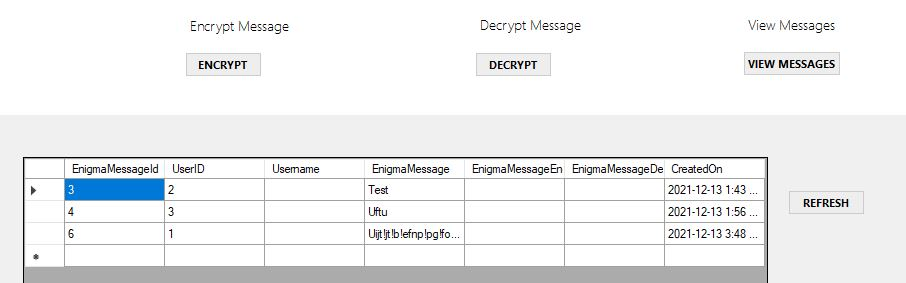 Encrypt Message Decrypt Message View Messages
ENCRYPT DECRYPT VIEW MESSAGES
EnigmaMessageId UserID Username EnigmaMessage EnigmaMessageEn EnigmaMessageDe CreatedOn
3 2 Test 2021-12-13 1:43 ...
REFRESH
4 3 Uftu 2021-12-13 1:56 ...
6 1 Uijt!jt!b!efnp!pg!fo... 2021-12-13 3:48 ...